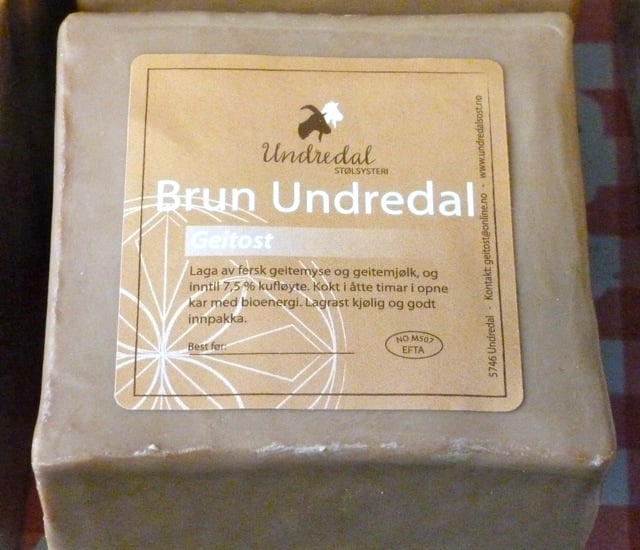 Undredal
STØLSYSTERI
Brun Undredal
Geitost
Laga av fersk geitemyse og geitemjølk, og
inntil 7,5 % kufløyte. Kokt i åtte timar i opne
kar med bioenergi. Lagrast kjølig og godt
innpakka.
Best før:
NO M507
EFTA
5746 Undredal · Kontakt: geitost@online.no · www.undredalsost.no